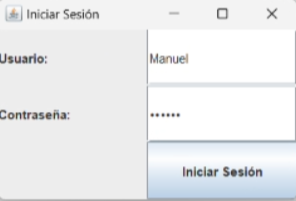 Iniciar Sesión
Usuario:
Manuel
Contraseña:
••••••
Iniciar Sesión